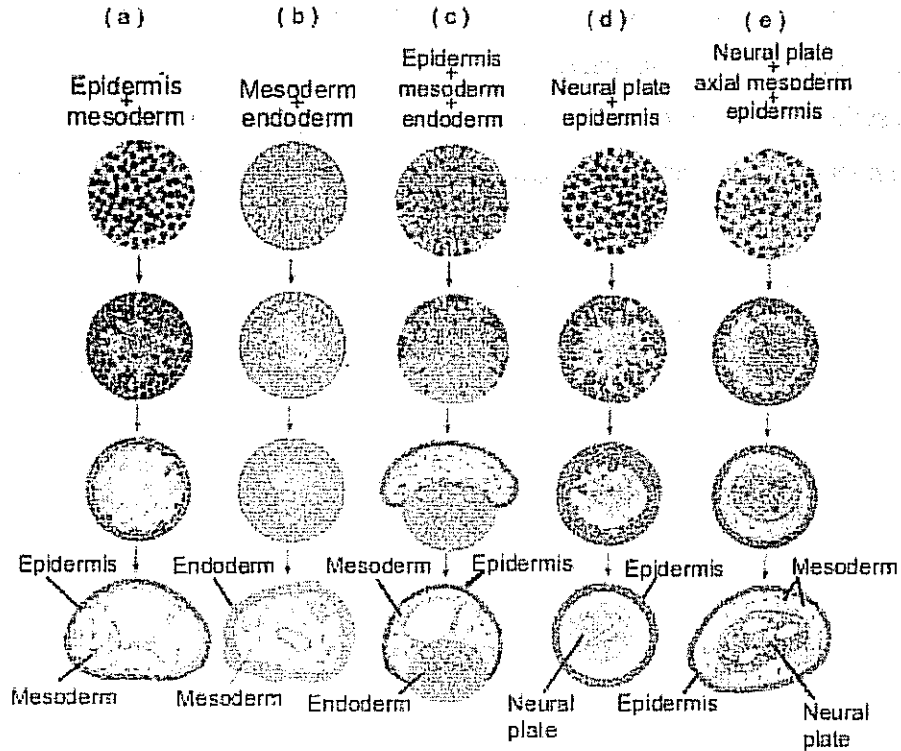 (a) (b) (c) (d) (e)
Epidermis
+
mesoderm
Mesoderm
+
endoderm
Epidermis
+
mesoderm
+
endoderm
Neural plate
+
epidermis
Neural plate
+
axial mesoderm
+
epidermis
Epidermis
Mesoderm
Endoderm
Mesoderm
Mesoderm
Epidermis
Endoderm
Epidermis
Neural
plate
Mesoderm
Epidermis
Neural
plate